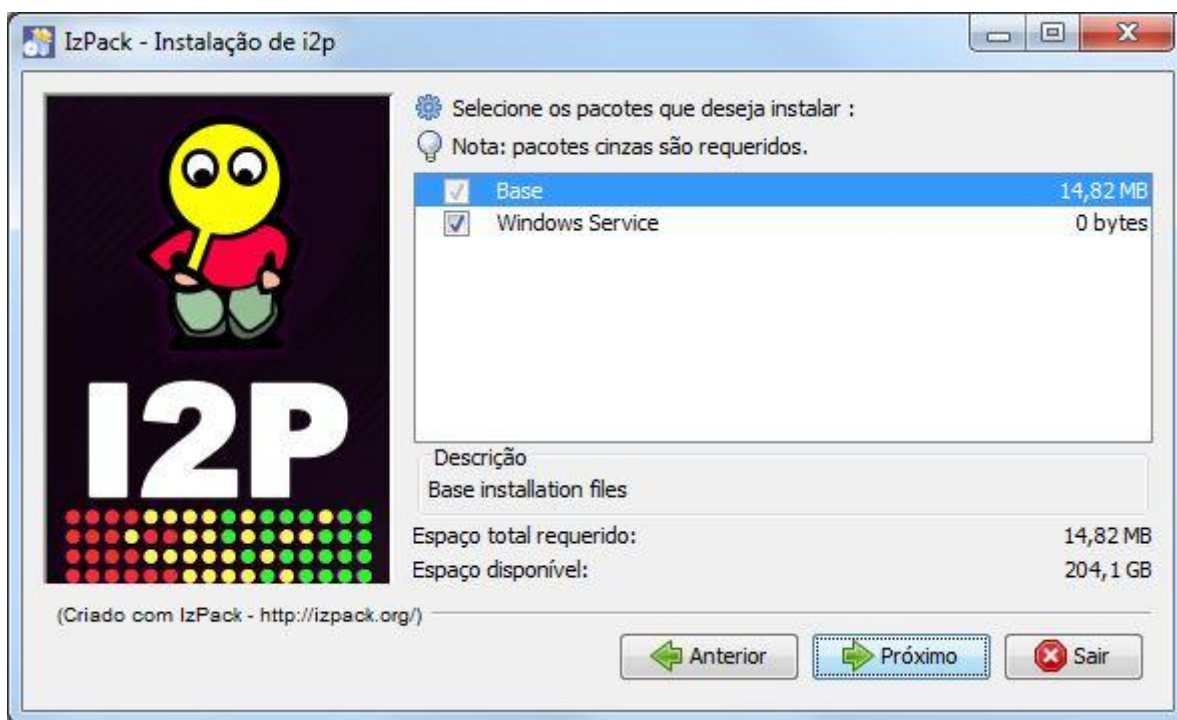 IzPack - Instalação de i2p
Selecione os pacotes que deseja instalar :
Nota: pacotes cinzas são requeridos.
Base 14,82 MB
Windows Service 0 bytes
I2P
Descrição
Base installation files
Espaço total requerido: 14,82 MB
Espaço disponível: 204,1 GB
(Criado com IzPack - http://izpack.org/)
Anterior Próximo Sair